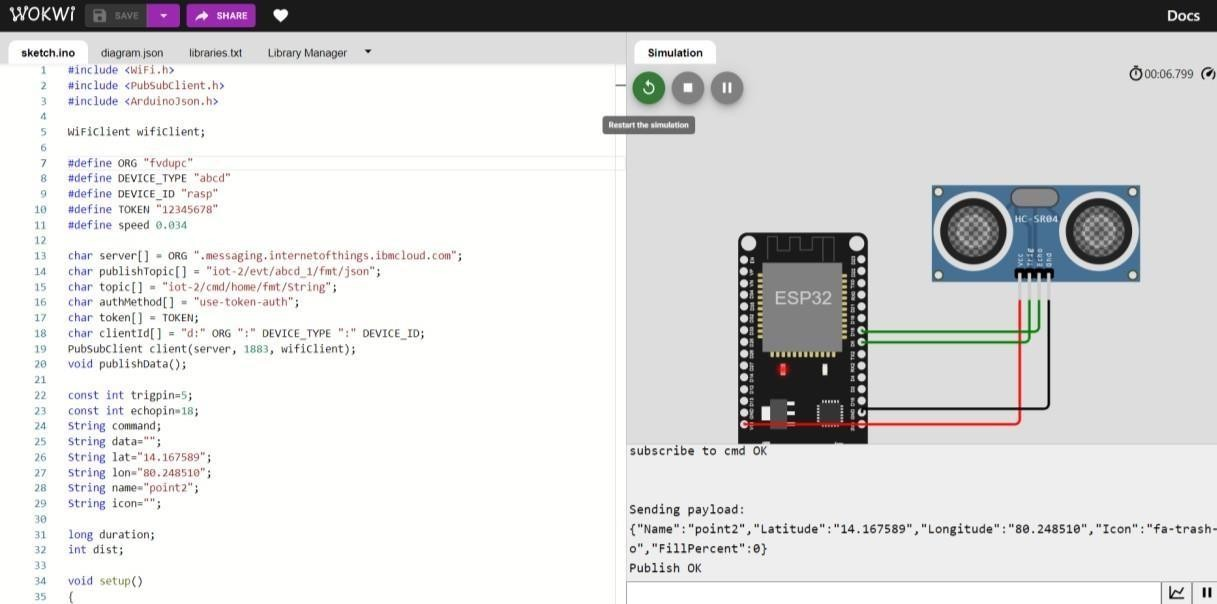 WOKWI SAVE SHARE Docs
sketch.ino diagram.json libraries.txt Library Manager
1 #include <WiFi.h>
2 #include <PubSubClient.h>
3 #include <ArduinoJson.h>
4
5 WiFiClient wifiClient;
6
7 #define ORG "fvdupc"
8 #define DEVICE_TYPE "abcd"
9 #define DEVICE_ID "rasp"
10 #define TOKEN "12345678"
11 #define speed 0.034
12
13 char server[] = ORG ".messaging.internetofthings.ibmcloud.com";
14 char publishTopic[] = "iot-2/evt/abcd_1/fmt/json";
15 char topic[] = "iot-2/cmd/home/fmt/String";
16 char authMethod[] = "use-token-auth";
17 char token[] = TOKEN;
18 char clientId[] = "d:" ORG ":" DEVICE_TYPE ":" DEVICE_ID;
19 PubSubClient client(server, 1883, wifiClient);
20 void publishData();
21
22 const int trigpin=5;
23 const int echopin=18;
24 String command;
25 String data="";
26 String lat="14.167589";
27 String lon="80.248510";
28 String name="point2";
29 String icon="";
30
31 long duration;
32 int dist;
33
34 void setup()
35 {
Simulation
00:06.799
Restart the simulation
HC-SR04
Vcc
Trig
Echo
Gnd
ESP32
subscribe to cmd OK
Sending payload:
{"Name":"point2","Latitude":"14.167589","Longitude":"80.248510","Icon":"fa-trash-
o","FillPercent":0}
Publish OK